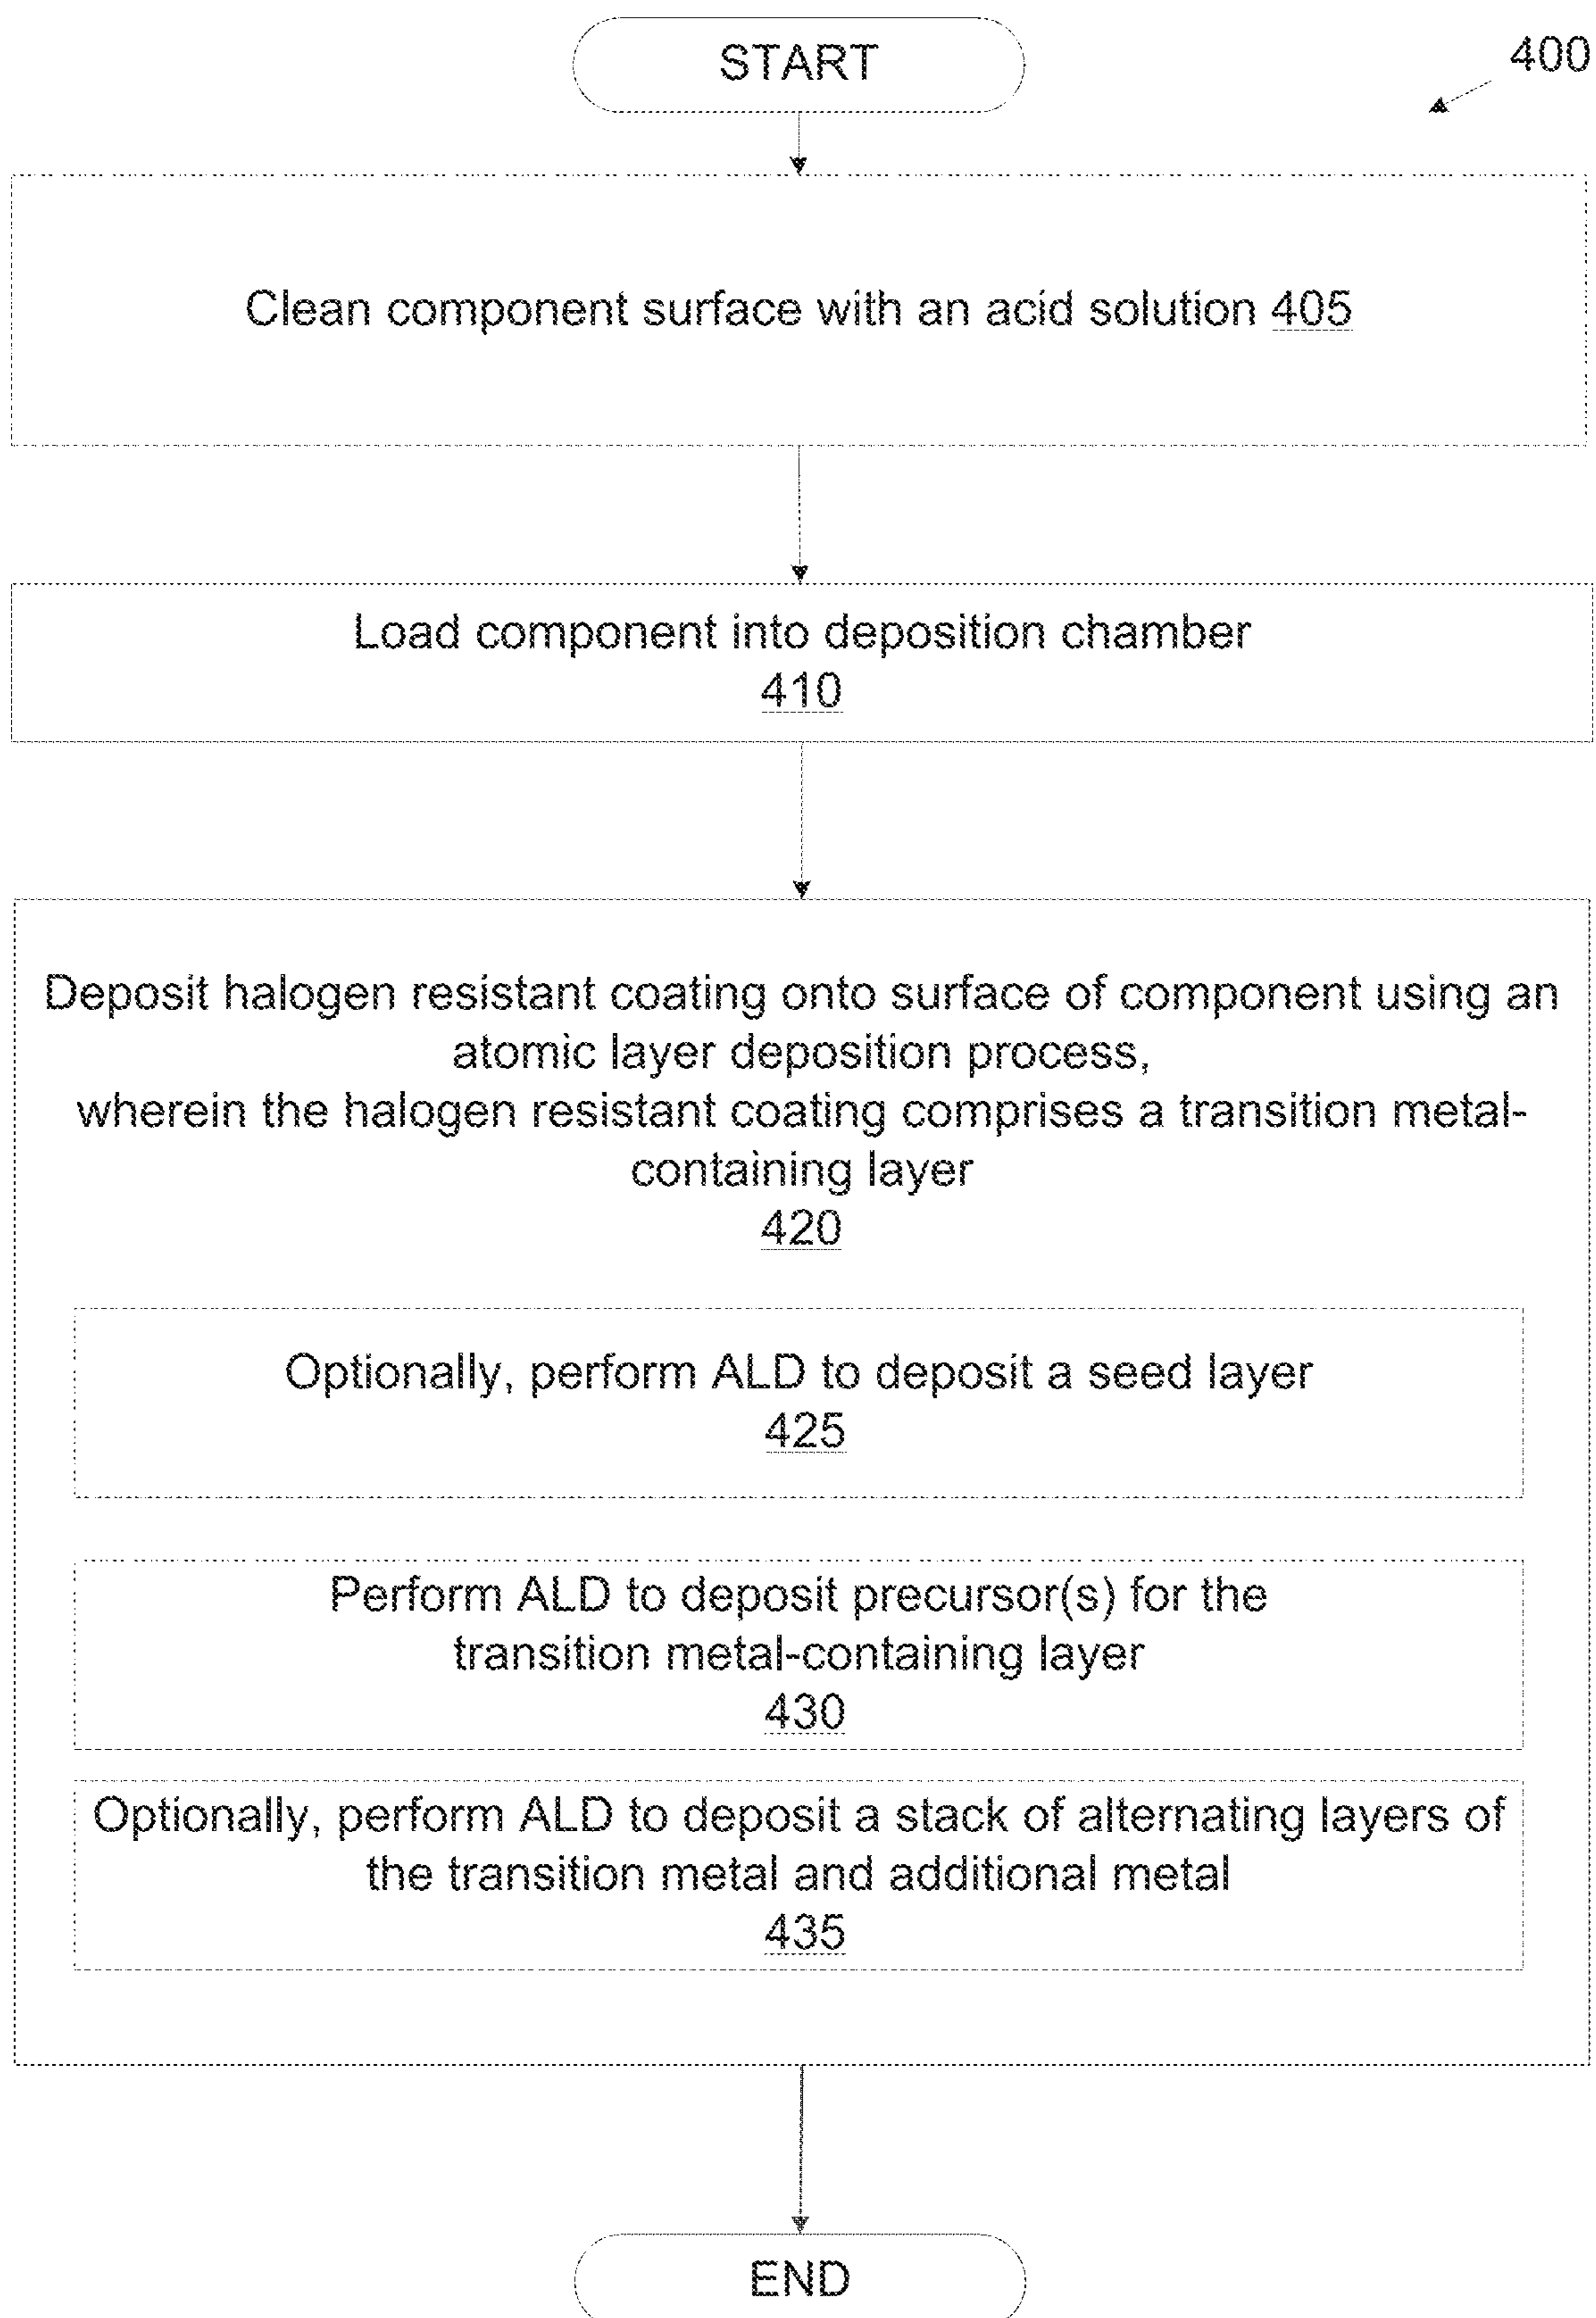 START
400
Clean component surface with an acid solution 405
Load component into deposition chamber
410
Deposit halogen resistant coating onto surface of component using an
atomic layer deposition process,
wherein the halogen resistant coating comprises a transition metal-
containing layer
420
Optionally, perform ALD to deposit a seed layer
425
Perform ALD to deposit precursor(s) for the
transition metal-containing layer
430
Optionally, perform ALD to deposit a stack of alternating layers of
the transition metal and additional metal
435
END